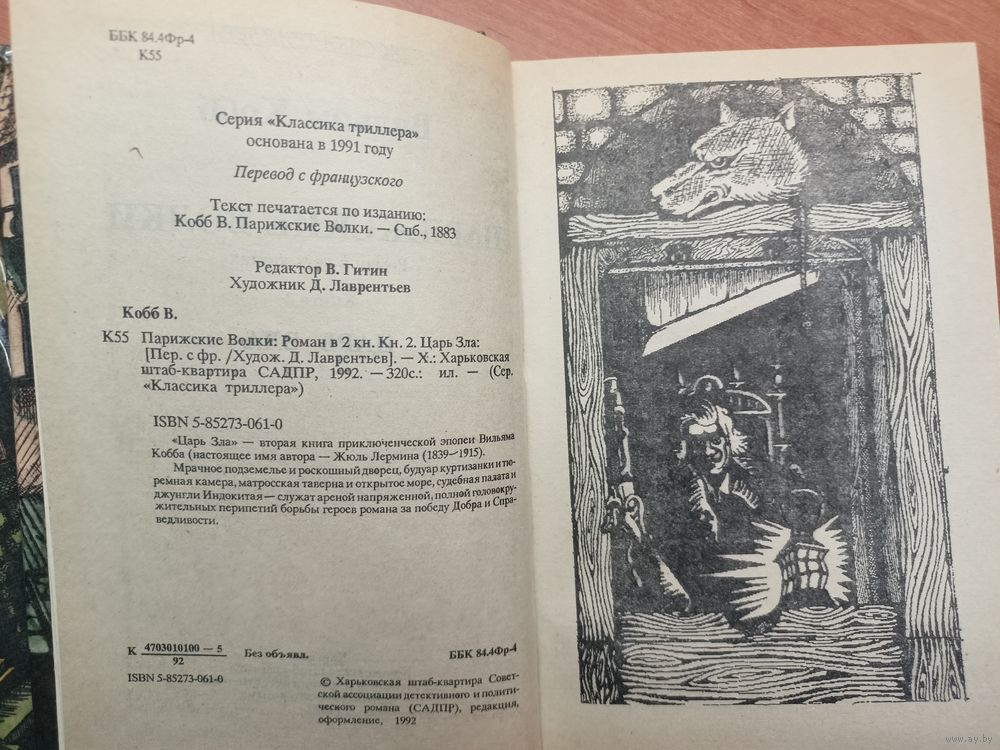 ББК 84.4Фр-4
К55
Серия «Классика триллера»
основана в 1991 году
Перевод с французского
Текст печатается по изданию:
Кобб В. Парижские Волки. — Спб., 1883
Редактор В. Гитин
Художник Д. Лаврентьев
Кобб В.
К55 Парижские Волки: Роман в 2 кн. Кн. 2. Царь Зла:
[Пер. с фр. /Худож. Д. Лаврентьев]. — Х.: Харьковская
штаб-квартира САДПР, 1992. — 320с.: ил. — (Сер.
«Классика триллера»)
ISBN 5-85273-061-0
«Царь Зла» — вторая книга приключенческой эпопеи Вильяма
Кобба (настоящее имя автора — Жюль Лермина (1839—1915).
Мрачное подземелье и роскошный дворец, будуар куртизанки и тю-
ремная камера, матросская таверна и открытое море, судебная палата и
джунгли Индокитая — служат ареной напряженной, полной головокру-
жительных перипетий борьбы героев романа за победу Добра и Спра-
ведливости.
К 4703010100 — 5
92
Без объявл.
ББК 84.4Фр-4
ISBN 5-85273-061-0
© Харьковская штаб-квартира Совет-
ской ассоциации детективного и полити-
ческого романа (САДПР), редакция,
оформление, 1992
www.ay.by